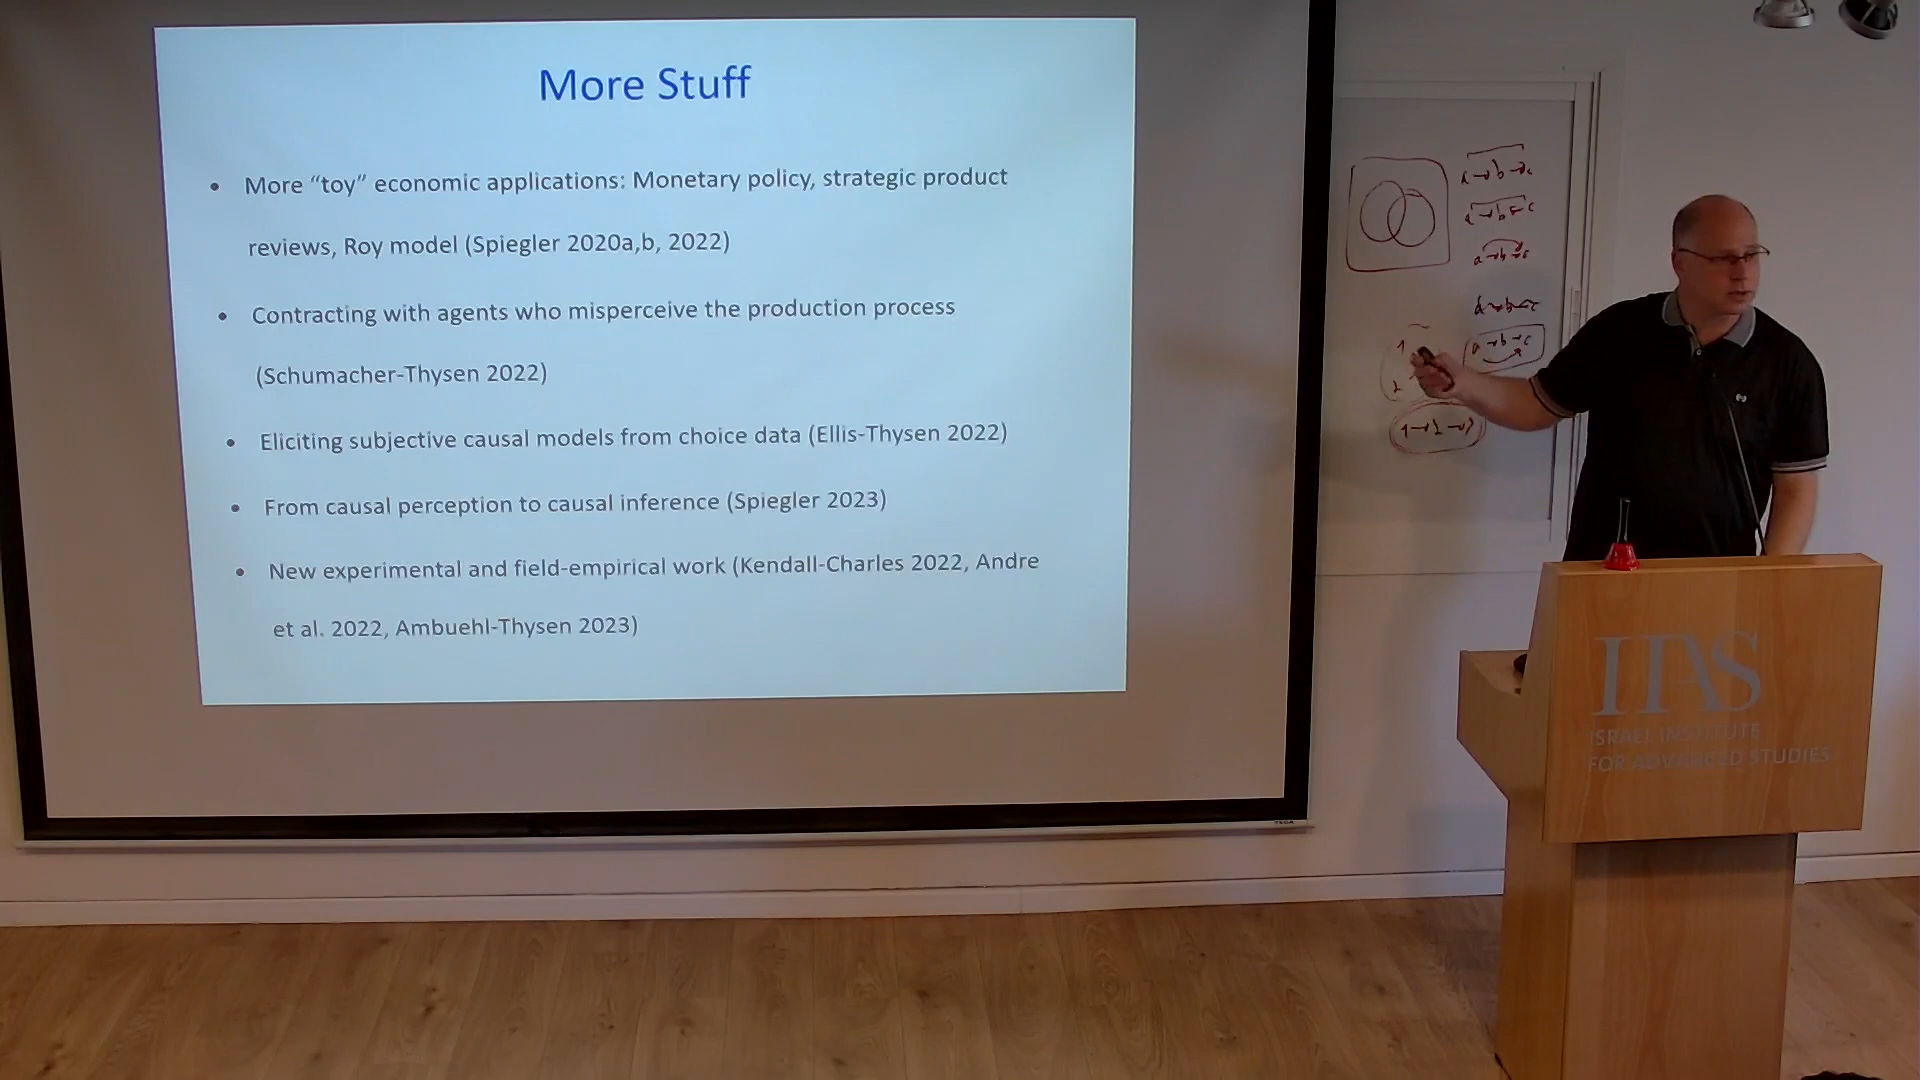 More Stuff
• More “toy” economic applications: Monetary policy, strategic product
reviews, Roy model (Spiegler 2020a,b, 2022)
• Contracting with agents who misperceive the production process
(Schumacher-Thysen 2022)
• Eliciting subjective causal models from choice data (Ellis-Thysen 2022)
• From causal perception to causal inference (Spiegler 2023)
• New experimental and field-empirical work (Kendall-Charles 2022, Andre
et al. 2022, Ambuehl-Thysen 2023)
a→b→c
a→b←c
a→b→c
a→b→c
1
2
IIAS
ISRAEL INSTITUTE
FOR ADVANCED STUDIES